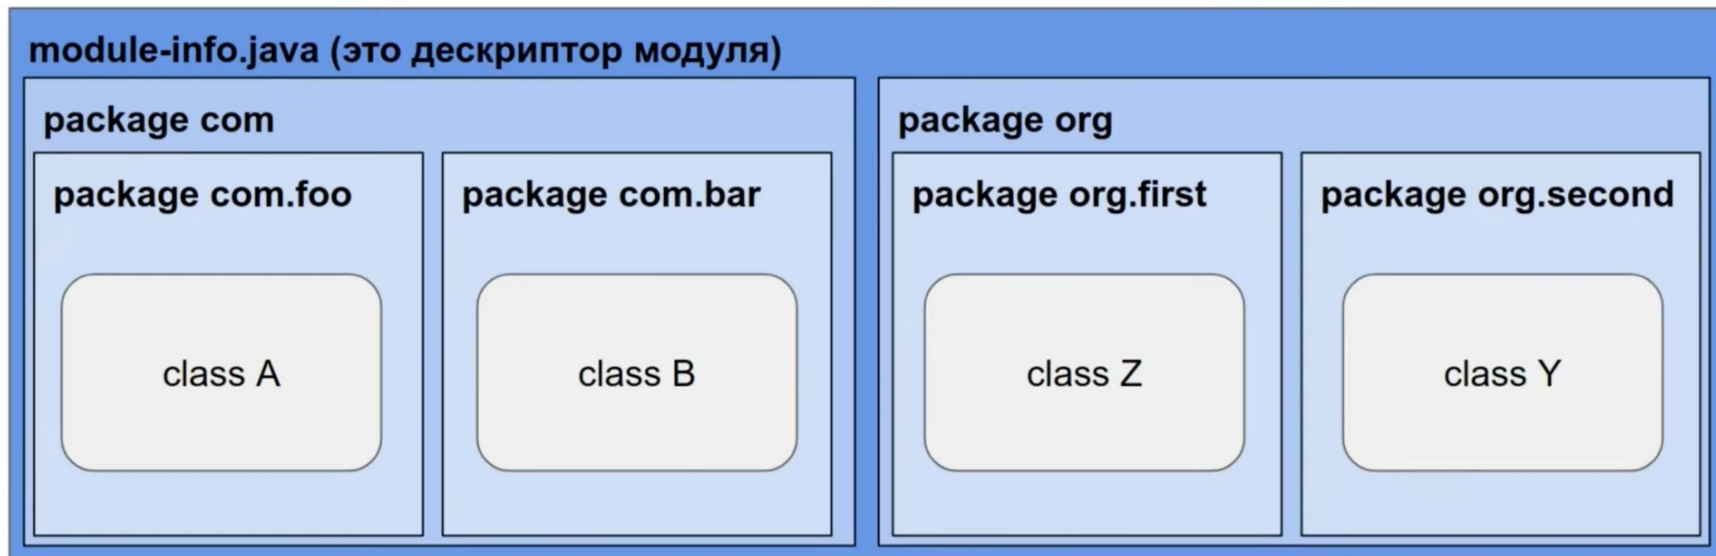 module-info.java (это дескриптор модуля)
package com
package org
package com.foo
package com.bar
package org.first
package org.second
class A
class B
class Z
class Y